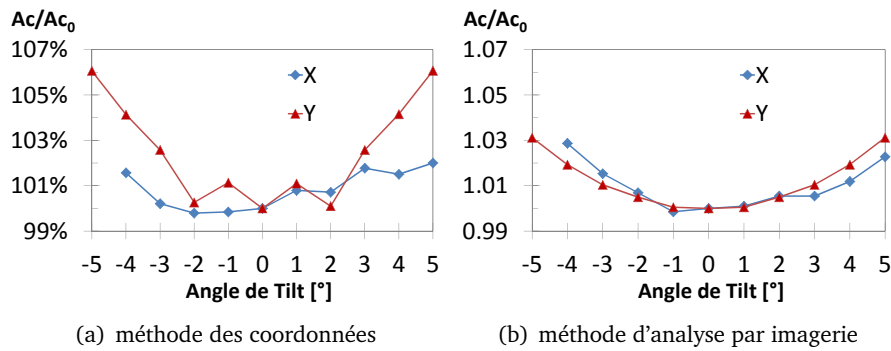 Ac/Ac₀
107%
105%
103%
101%
99%
X
Y
-5 -4 -3 -2 -1 0 1 2 3 4 5
Angle de Tilt [°]
(a) méthode des coordonnées
Ac/Ac₀
1.07
1.05
1.03
1.01
0.99
X
Y
-5 -4 -3 -2 -1 0 1 2 3 4 5
Angle de Tilt [°]
(b) méthode d'analyse par imagerie